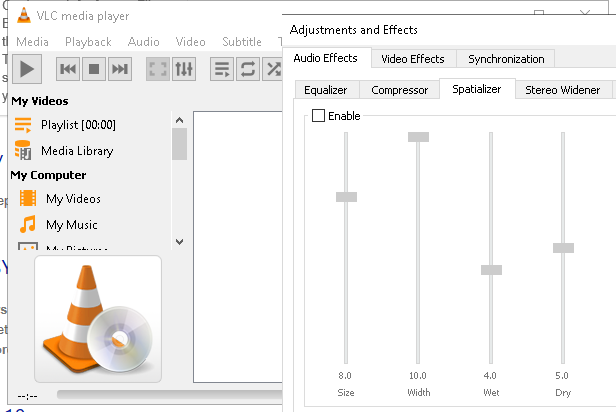 VLC media player
Media Playback Audio Video Subtitle
My Videos
Playlist [00:00]
Media Library
My Computer
My Videos
My Music
My Pictures
--:--
Adjustments and Effects
Audio Effects Video Effects Synchronization
Equalizer Compressor Spatializer Stereo Widener
Enable
8.0 10.0 4.0 5.0
Size Width Wet Dry